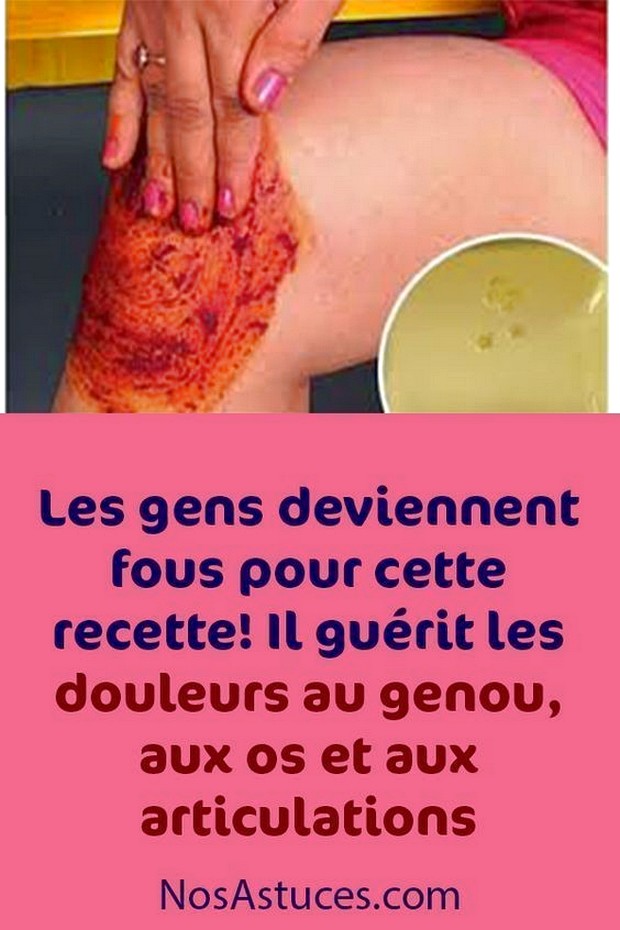 Les gens deviennent
fous pour cette
recette! Il guérit les
douleurs au genou,
aux os et aux
articulations
NosAstuces.com